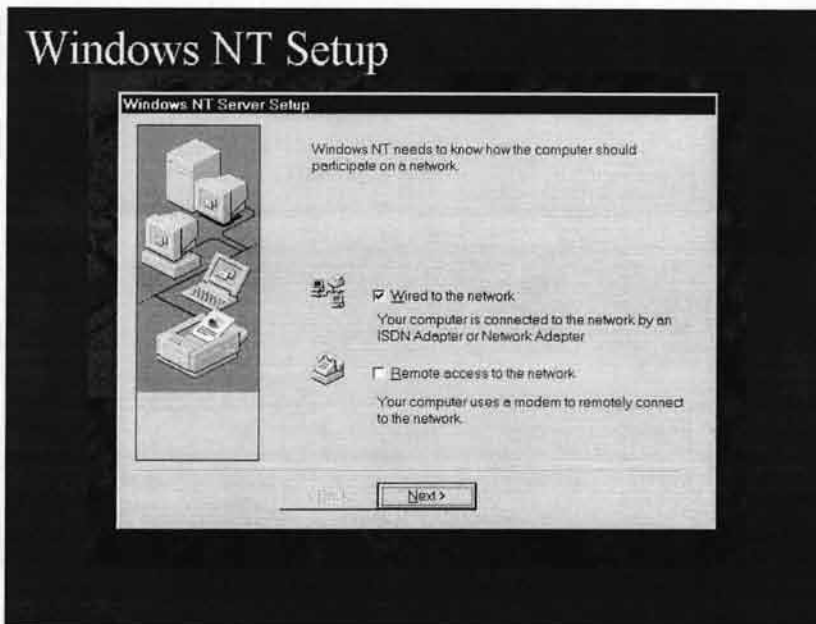 Windows NT Setup
Windows NT Server Setup
Windows NT needs to know how the computer should
participate on a network.
Wired to the network
Your computer is connected to the network by an
ISDN Adapter or Network Adapter
Remote access to the network
Your computer uses a modem to remotely connect
to the network.
< Back
Next >